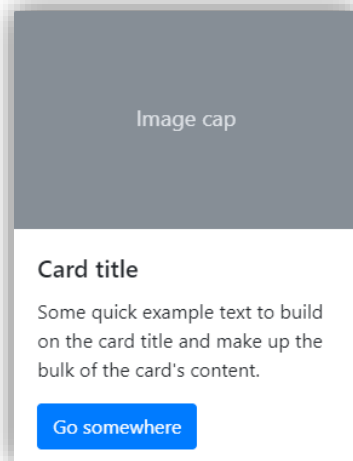 Image cap
Card title
Some quick example text to build
on the card title and make up the
bulk of the card's content.
Go somewhere